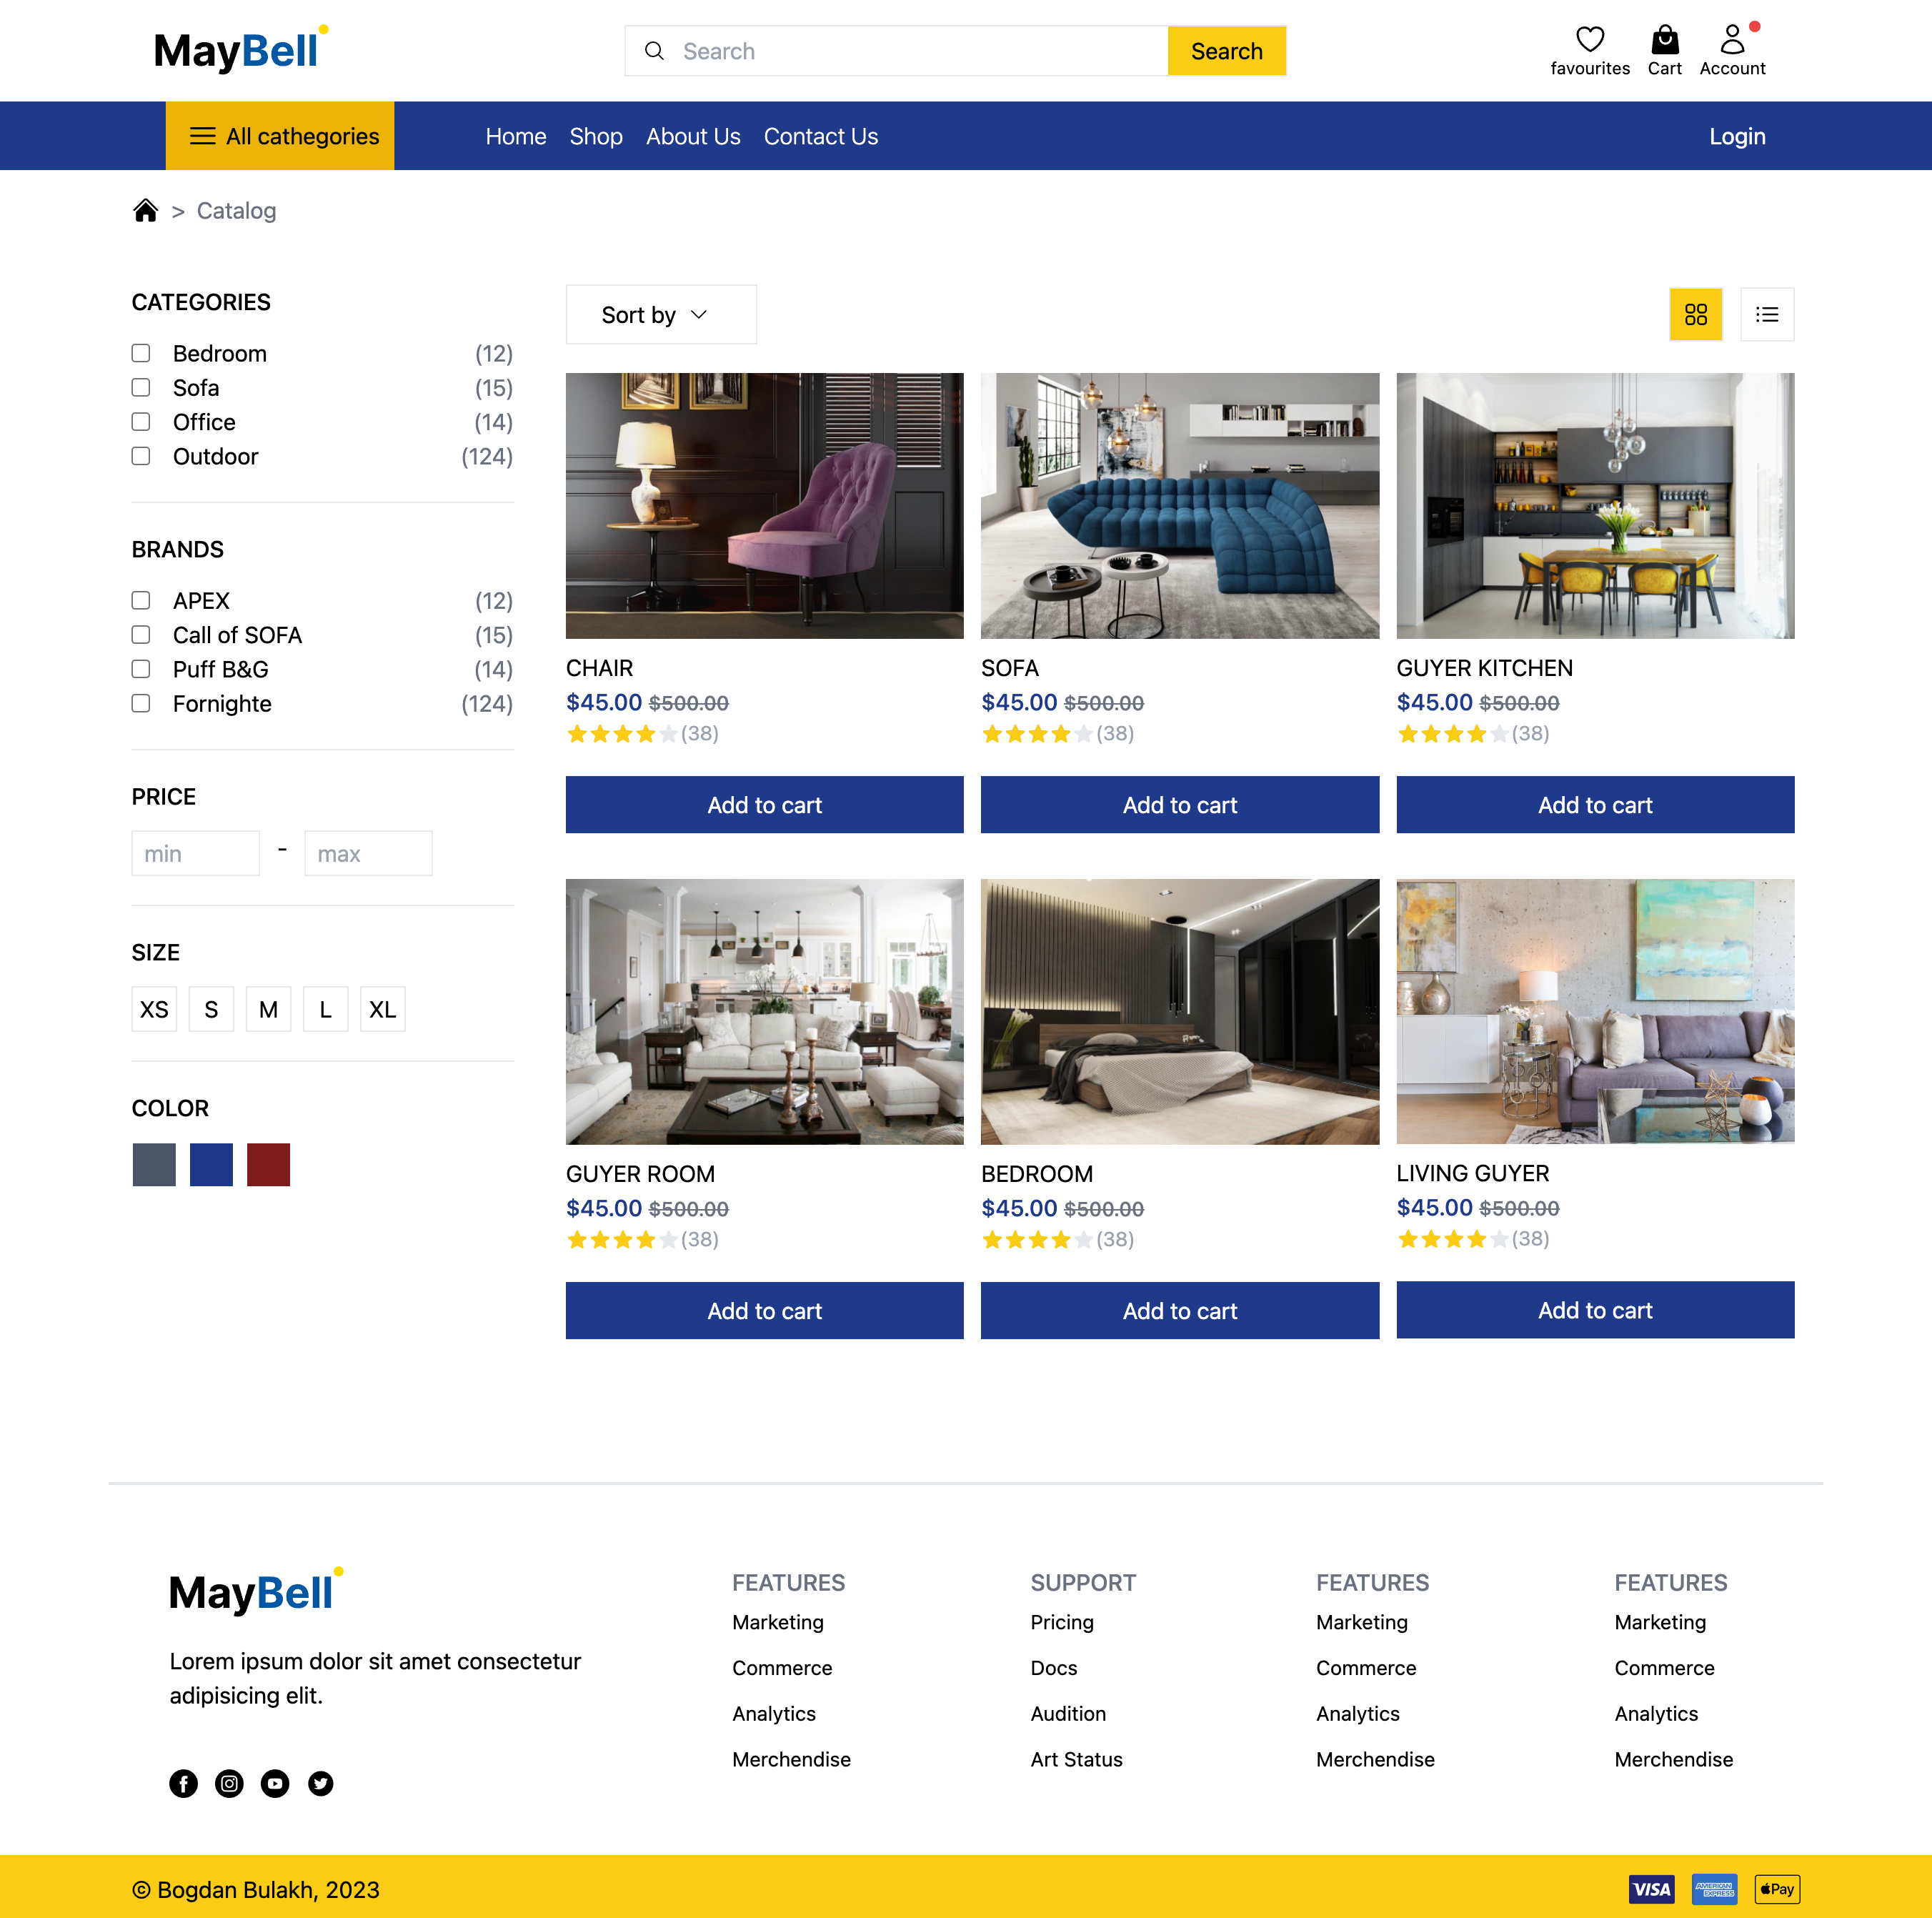 MayBell
Search
Search
favourites
Cart
Account
All cathegories
Home
Shop
About Us
Contact Us
Login
> Catalog
CATEGORIES
Bedroom (12)
Sofa (15)
Office (14)
Outdoor (124)
BRANDS
APEX (12)
Call of SOFA (15)
Puff B&G (14)
Fornighte (124)
PRICE
min - max
SIZE
XS S M L XL
COLOR
Sort by
CHAIR
$45.00 $500.00
(38)
Add to cart
SOFA
$45.00 $500.00
(38)
Add to cart
GUYER KITCHEN
$45.00 $500.00
(38)
Add to cart
GUYER ROOM
$45.00 $500.00
(38)
Add to cart
BEDROOM
$45.00 $500.00
(38)
Add to cart
LIVING GUYER
$45.00 $500.00
(38)
Add to cart
MayBell
Lorem ipsum dolor sit amet consectetur
adipisicing elit.
FEATURES
Marketing
Commerce
Analytics
Merchendise
SUPPORT
Pricing
Docs
Audition
Art Status
FEATURES
Marketing
Commerce
Analytics
Merchendise
FEATURES
Marketing
Commerce
Analytics
Merchendise
© Bogdan Bulakh, 2023
VISA
AMERICAN
EXPRESS
Pay